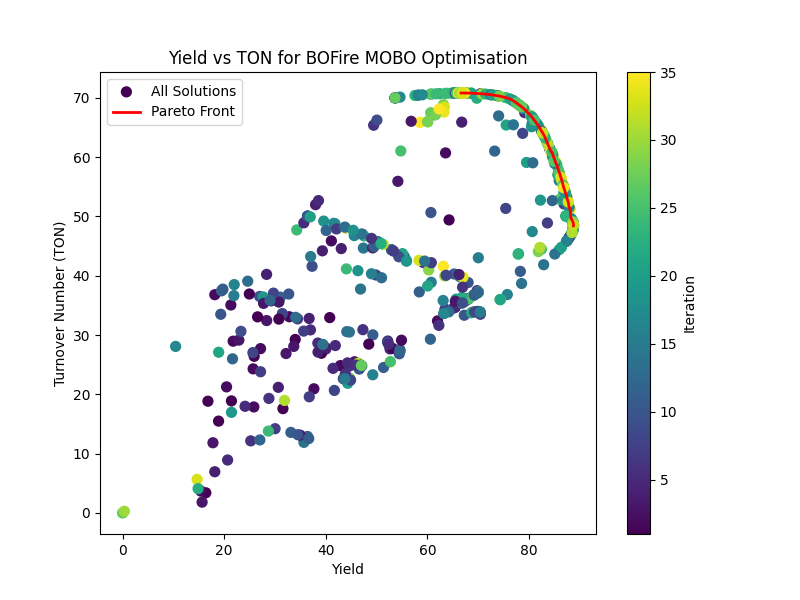 Yield vs TON for BOFire MOBO Optimisation
All Solutions
Pareto Front
Turnover Number (TON)
70
60
50
40
30
20
10
0
0 20 40 60 80
Yield
35
30
25
20
15
10
5
Iteration